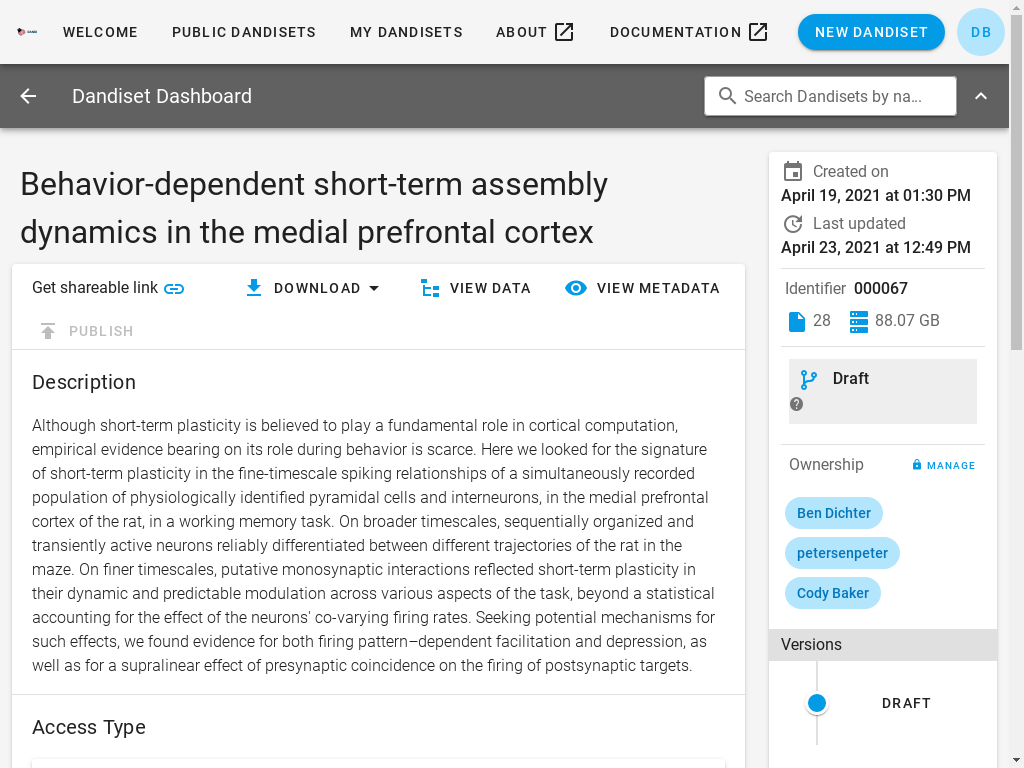 WELCOME PUBLIC DANDISETS MY DANDISETS ABOUT DOCUMENTATION NEW DANDISET DB
Dandiset Dashboard Search Dandisets by na...
Behavior-dependent short-term assembly
dynamics in the medial prefrontal cortex
Get shareable link DOWNLOAD VIEW DATA VIEW METADATA
PUBLISH
Description
Although short-term plasticity is believed to play a fundamental role in cortical computation,
empirical evidence bearing on its role during behavior is scarce. Here we looked for the signature
of short-term plasticity in the fine-timescale spiking relationships of a simultaneously recorded
population of physiologically identified pyramidal cells and interneurons, in the medial prefrontal
cortex of the rat, in a working memory task. On broader timescales, sequentially organized and
transiently active neurons reliably differentiated between different trajectories of the rat in the
maze. On finer timescales, putative monosynaptic interactions reflected short-term plasticity in
their dynamic and predictable modulation across various aspects of the task, beyond a statistical
accounting for the effect of the neurons' co-varying firing rates. Seeking potential mechanisms for
such effects, we found evidence for both firing pattern–dependent facilitation and depression, as
well as for a supralinear effect of presynaptic coincidence on the firing of postsynaptic targets.
Access Type
Created on
April 19, 2021 at 01:30 PM
Last updated
April 23, 2021 at 12:49 PM
Identifier 000067
28 88.07 GB
Draft
?
Ownership MANAGE
Ben Dichter
petersenpeter
Cody Baker
Versions
DRAFT